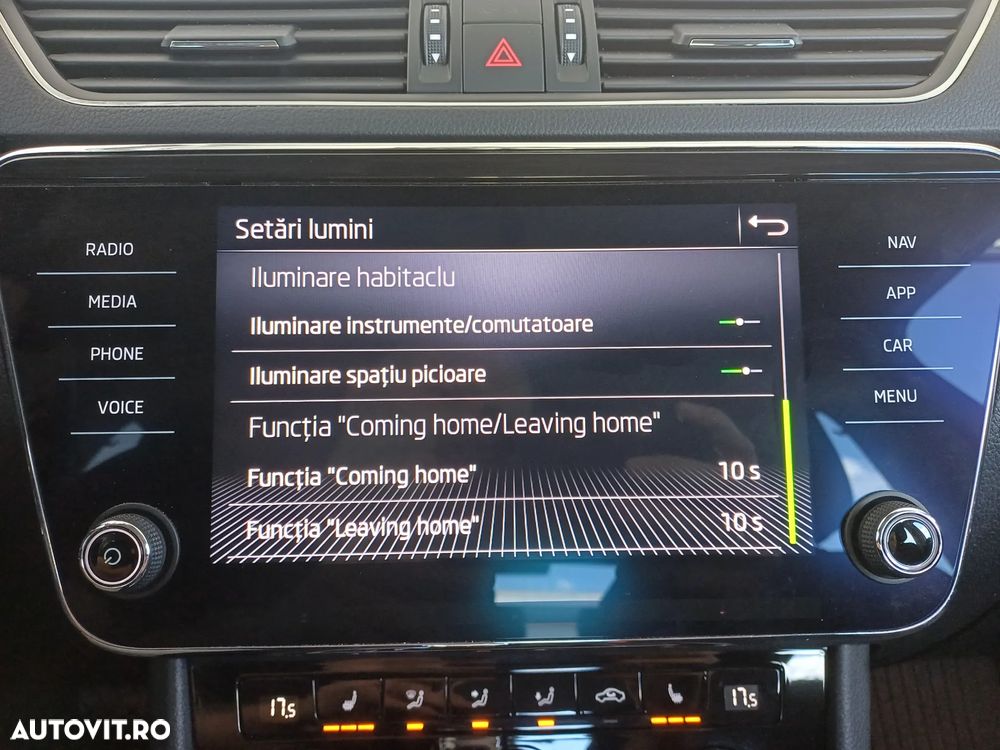 Setări lumini
RADIO
MEDIA
PHONE
VOICE
Iluminare habitaclu
Iluminare instrumente/comutatoare
Iluminare spațiu picioare
Funcția "Coming home/Leaving home"
Funcția "Coming home" 10 s
Funcția "Leaving home" 10 s
NAV
APP
CAR
MENU
17,5
17,5
AUTOVIT.RO